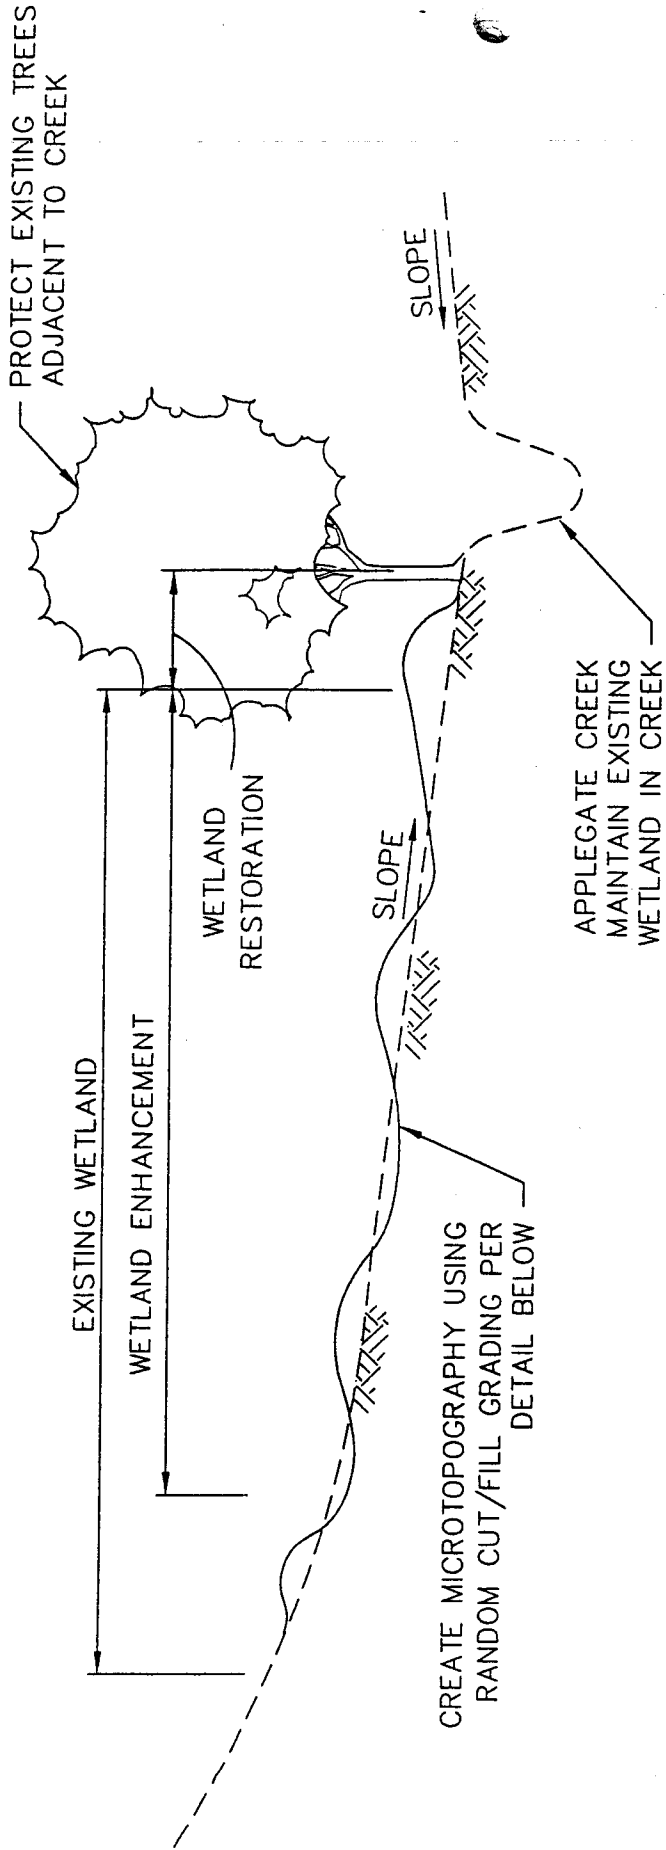 PROTECT EXISTING TREES
ADJACENT TO CREEK
EXISTING WETLAND
WETLAND ENHANCEMENT
WETLAND
RESTORATION
SLOPE
SLOPE
CREATE MICROTOPOGRAPHY USING
RANDOM CUT/FILL GRADING PER
DETAIL BELOW
APPLEGATE CREEK
MAINTAIN EXISTING
WETLAND IN CREEK